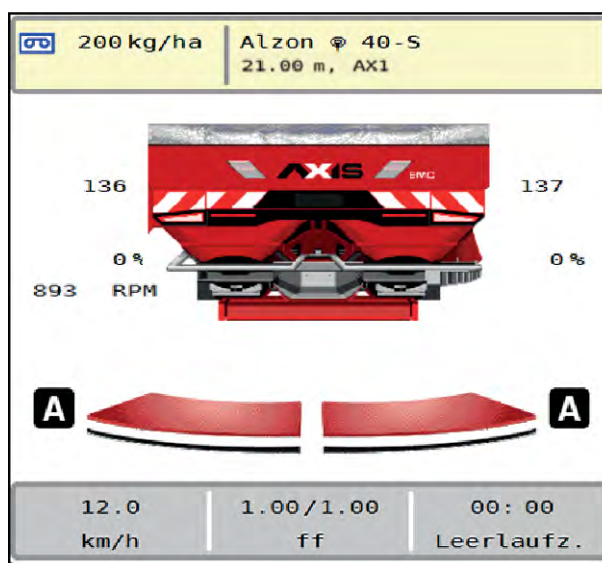 200 kg/ha
Alzon 40-S
21.00 m, AX1
AXIS EMC
136
137
0 %
0 %
893 RPM
A
A
12.0
km/h
1.00/1.00
ff
00:00
Leerlaufz.